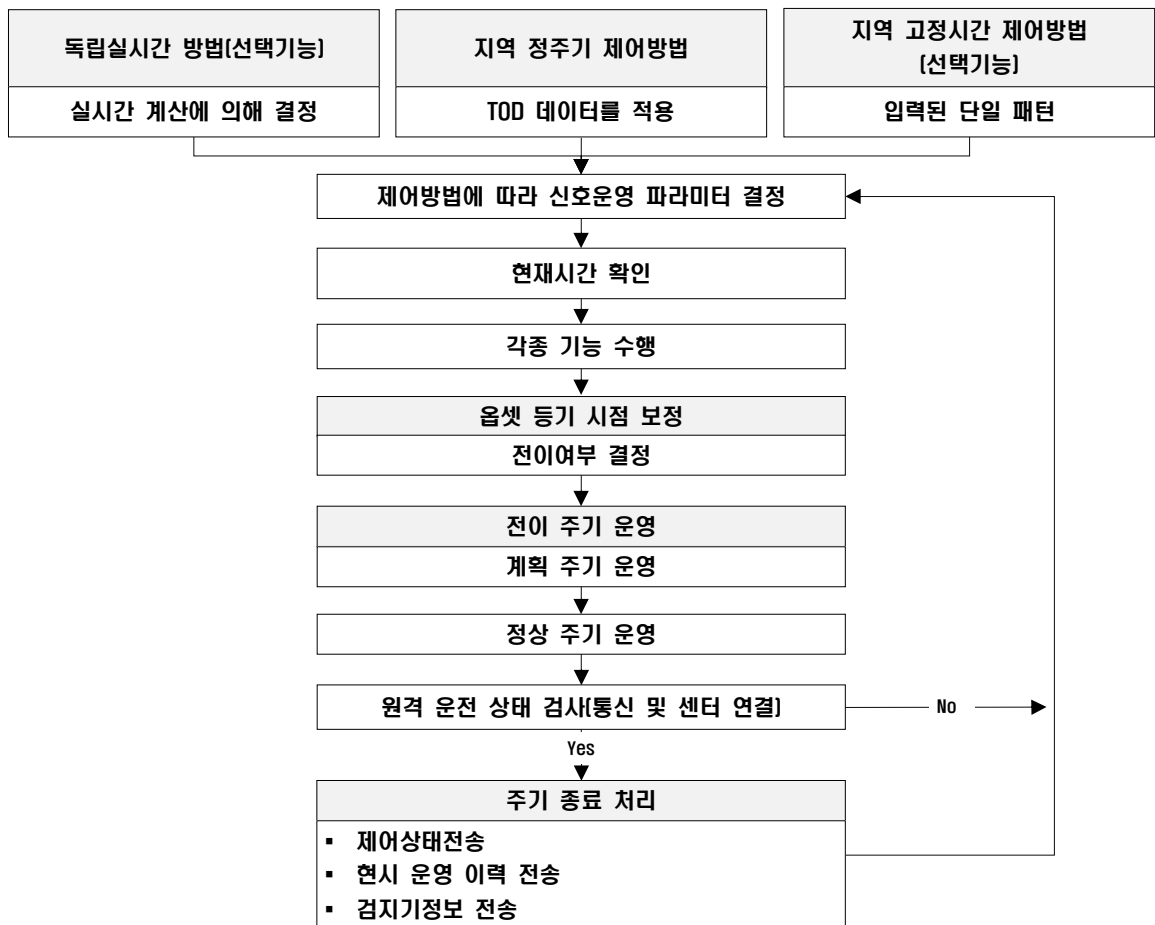 독립실시간 방법(선택기능)
실시간 계산에 의해 결정
지역 정주기 제어방법
TOD 데이터를 적용
지역 고정시간 제어방법
(선택기능)
입력된 단일 패턴
제어방법에 따라 신호운영 파라미터 결정
현재시간 확인
각종 기능 수행
옵셋 등기 시점 보정
전이여부 결정
전이 주기 운영
계획 주기 운영
정상 주기 운영
원격 운전 상태 검사(통신 및 센터 연결)
No
Yes
주기 종료 처리
▪ 제어상태전송
▪ 현시 운영 이력 전송
▪ 검지기정보 전송